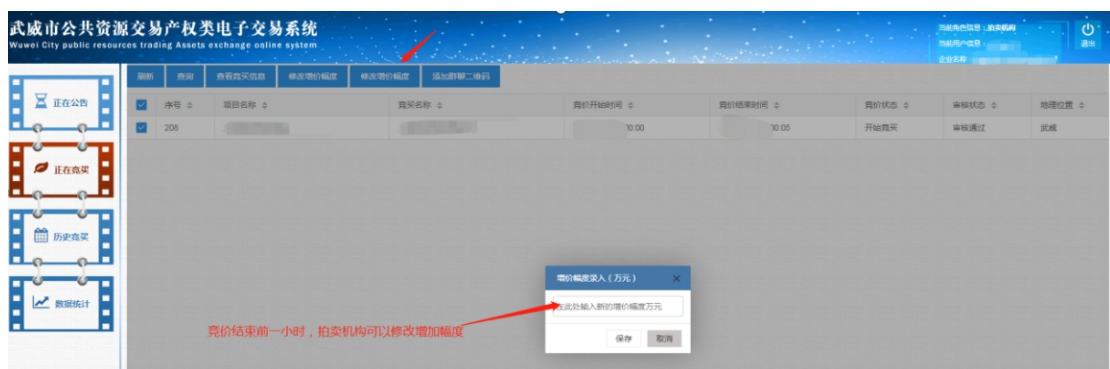 武威市公共资源交易产权类电子交易系统
Wuwei City public resources trading Assets exchange online system
当前角色信息：拍卖机构
当前用户信息：
企业名称
退出
刷新 查询 查看竞买信息 修改增价幅度 修改增价幅度 添加群聊二维码
正在公告
正在竞买
历史竞买
数据统计
序号 项目名称 竞买名称 竞价开始时间 竞价结束时间 竞价状态 审核状态 地理位置
206 0:00 00:05 开始竞买 审核通过 武威
增价幅度录入（万元） ×
在此处输入新的增价幅度万元
保存 取消
竞价结束前一小时，拍卖机构可以修改增加幅度